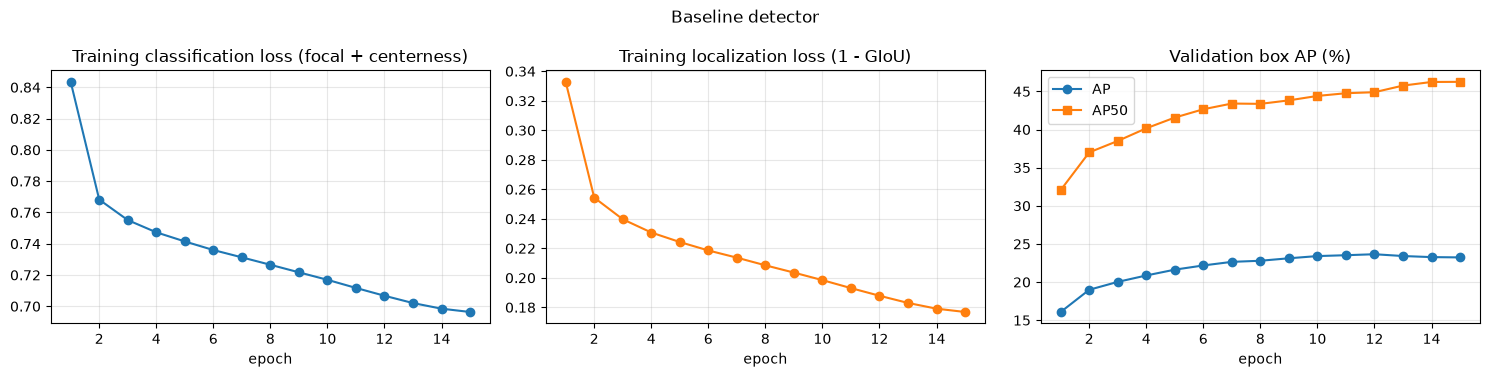 Baseline detector
Training classification loss (focal + centerness)
0.84
0.82
0.80
0.78
0.76
0.74
0.72
0.70
2 4 6 8 10 12 14
epoch
Training localization loss (1 - GIoU)
0.34
0.32
0.30
0.28
0.26
0.24
0.22
0.20
0.18
2 4 6 8 10 12 14
epoch
Validation box AP (%)
AP
AP50
45
40
35
30
25
20
15
2 4 6 8 10 12 14
epoch